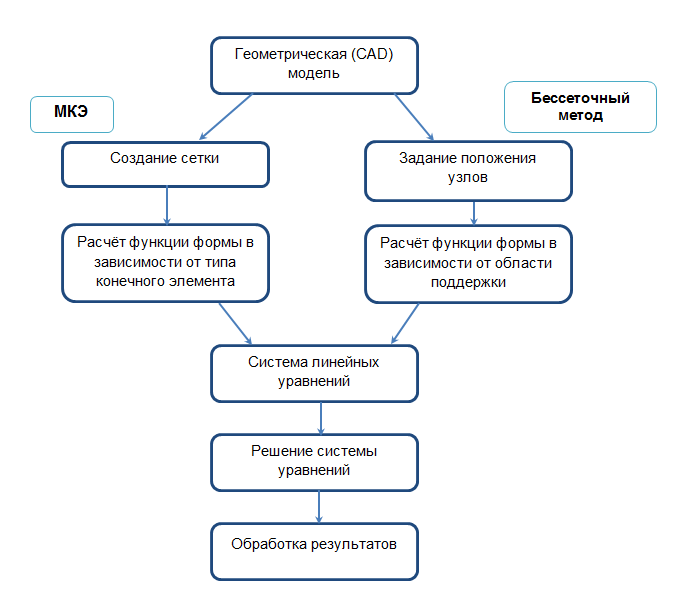 Геометрическая (CAD)
модель
МКЭ
Бессеточный
метод
Создание сетки
Задание положения
узлов
Расчёт функции формы в
зависимости от типа
конечного элемента
Расчёт функции формы в
зависимости от области
поддержки
Система линейных
уравнений
Решение системы
уравнений
Обработка результатов